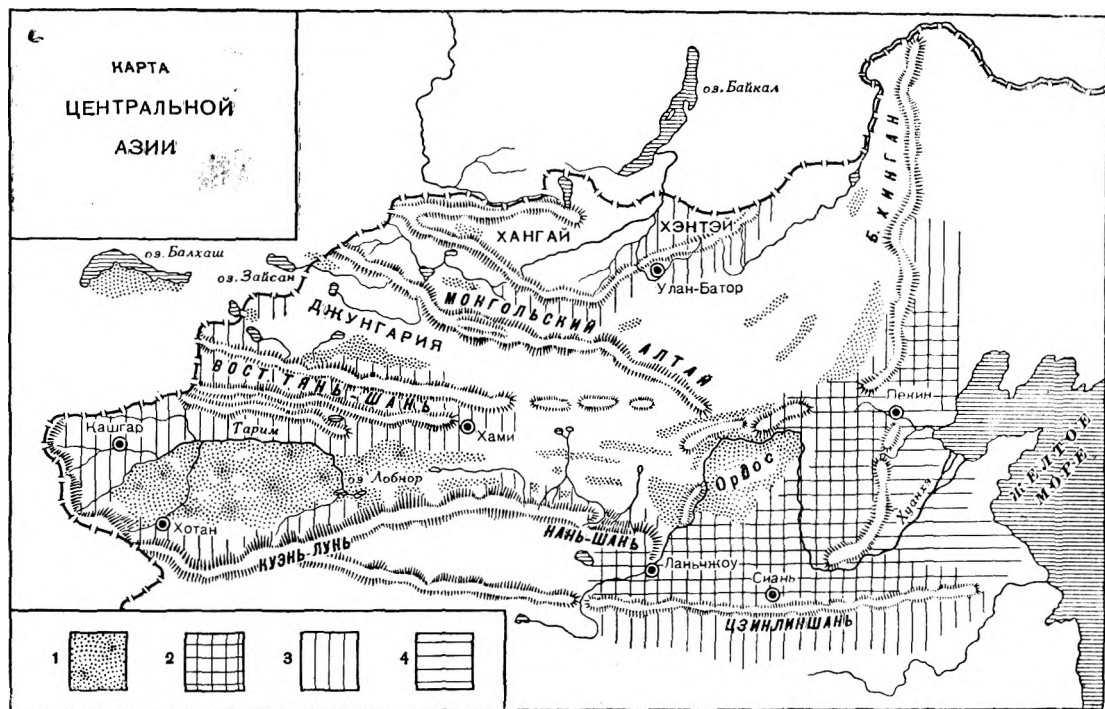 КАРТА
ЦЕНТРАЛЬНОЙ
АЗИИ
оз. Байкал
Б. ХИНГАН
ХАНГАЙ
ХЭНТЭЙ
оз. Балхаш
оз. Зайсан
Улан-Батор
ДЖУНГАРИЯ
МОНГОЛЬСКИЙ
АЛТАЙ
ВОСТ ТЯНЬ-ШАНЬ
Пекин
Кашгар
Тарим
Хами
ЖЕЛТОЕ
МОРЕ
оз Лобнор
Ордос
Хуанхэ
Хотан
КУЭНЬ-ЛУНЬ
НАНЬ-ШАНЬ
Ланьчжоу
Сиань
ЦЗИНЛИНШАНЬ
1 2 3 4